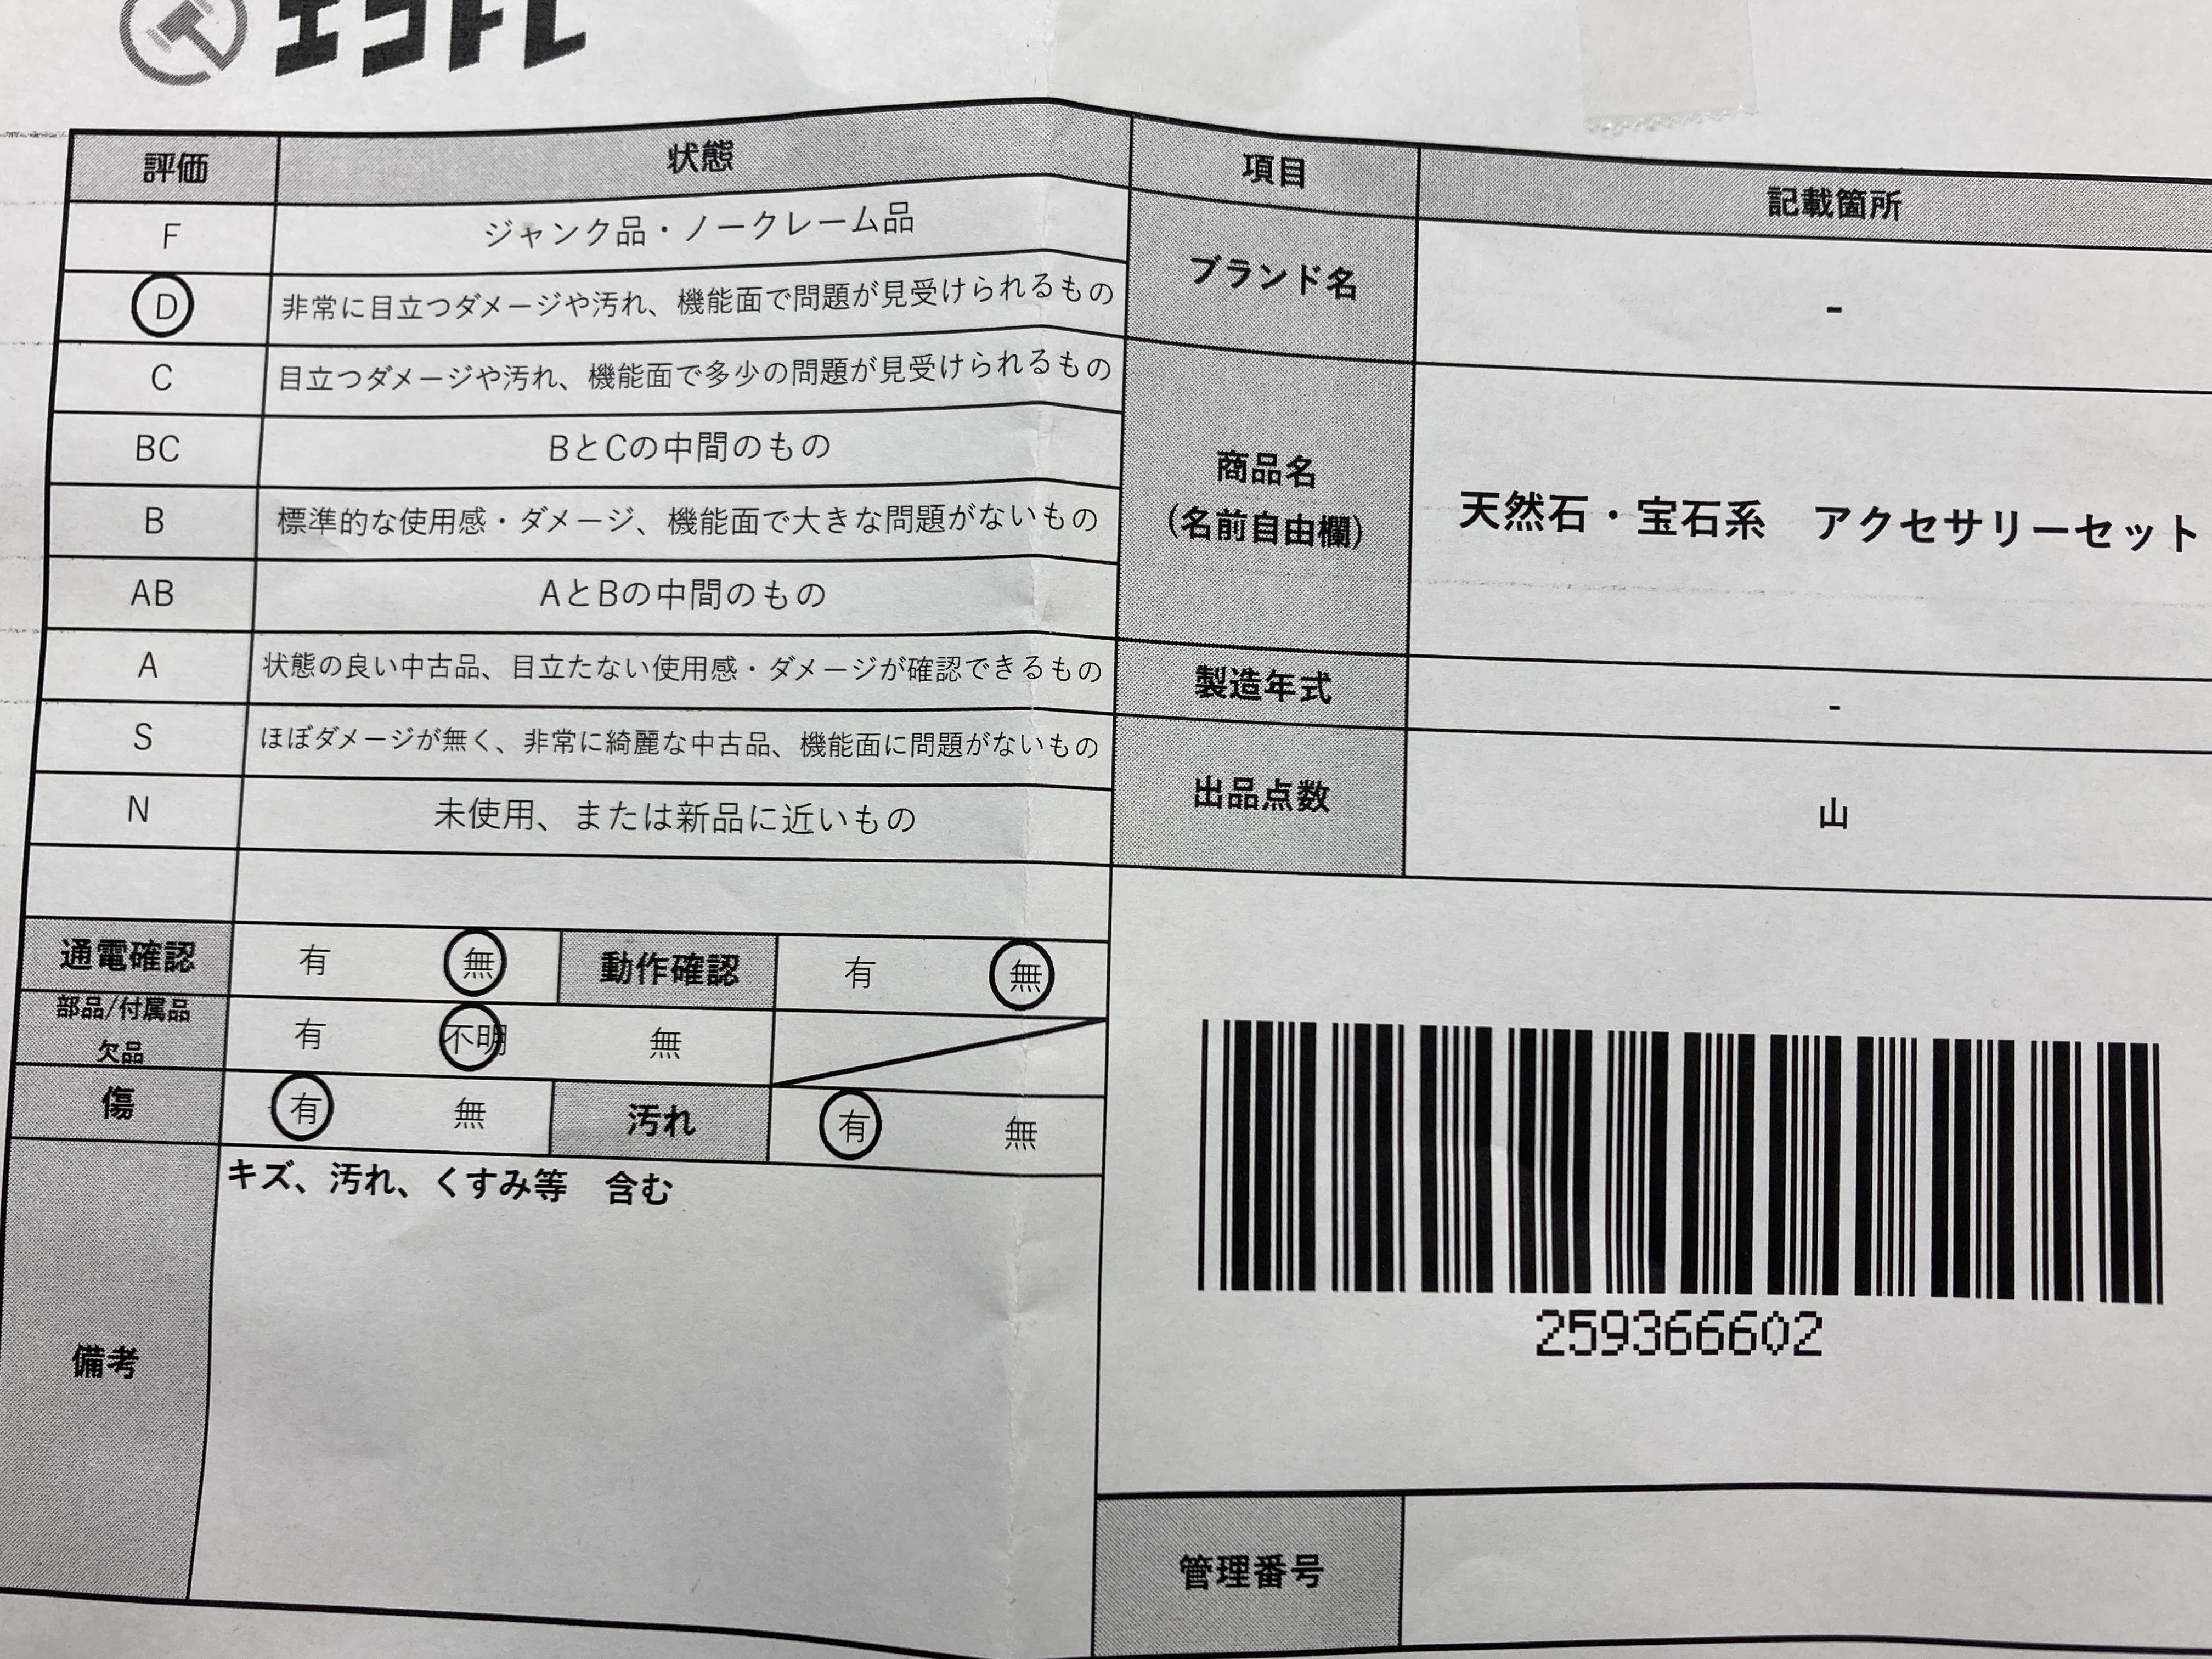 エコトレ
評価 状態 項目 記載箇所
F ジャンク品・ノークレーム品
D 非常に目立つダメージや汚れ、機能面で問題が見受けられるもの
ブランド名 -
C 目立つダメージや汚れ、機能面で多少の問題が見受けられるもの
BC BとCの中間のもの
B 標準的な使用感・ダメージ、機能面で大きな問題がないもの
商品名
(名前自由欄)
天然石・宝石系 アクセサリーセット
AB AとBの中間のもの
A 状態の良い中古品、目立たない使用感・ダメージが確認できるもの
製造年式 -
S ほぼダメージが無く、非常に綺麗な中古品、機能面に問題がないもの
N 未使用、または新品に近いもの
出品点数 山
通電確認 有 無 動作確認 有 無
部品/付属品
欠品
有 不明 無
傷 有 無 汚れ 有 無
備考
キズ、汚れ、くすみ等 含む
259366602
管理番号